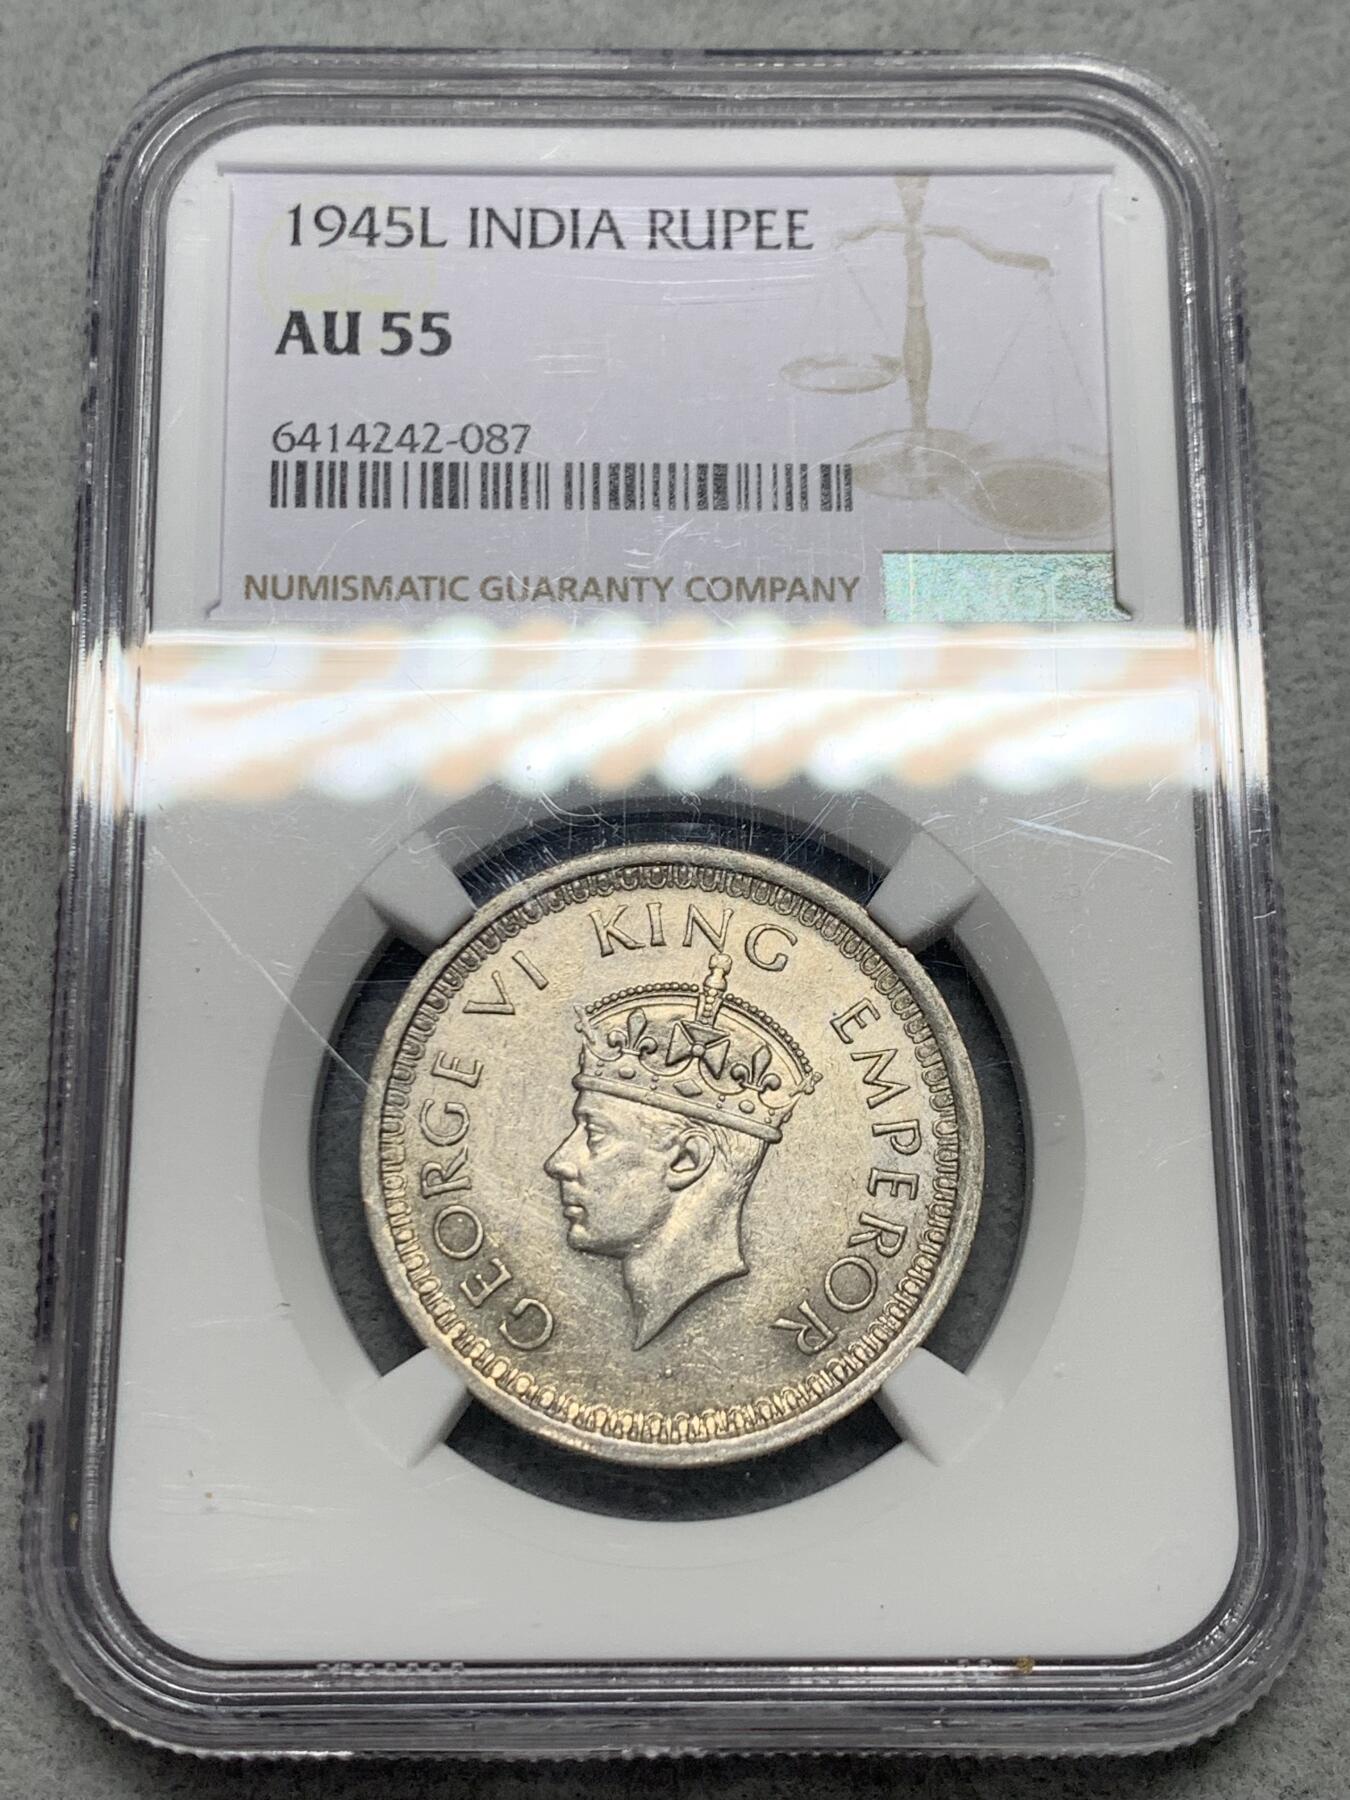 1945L INDIA RUPEE
AU 55
6414242-087
NUMISMATIC GUARANTY COMPANY
GEORGE VI KING EMPEROR